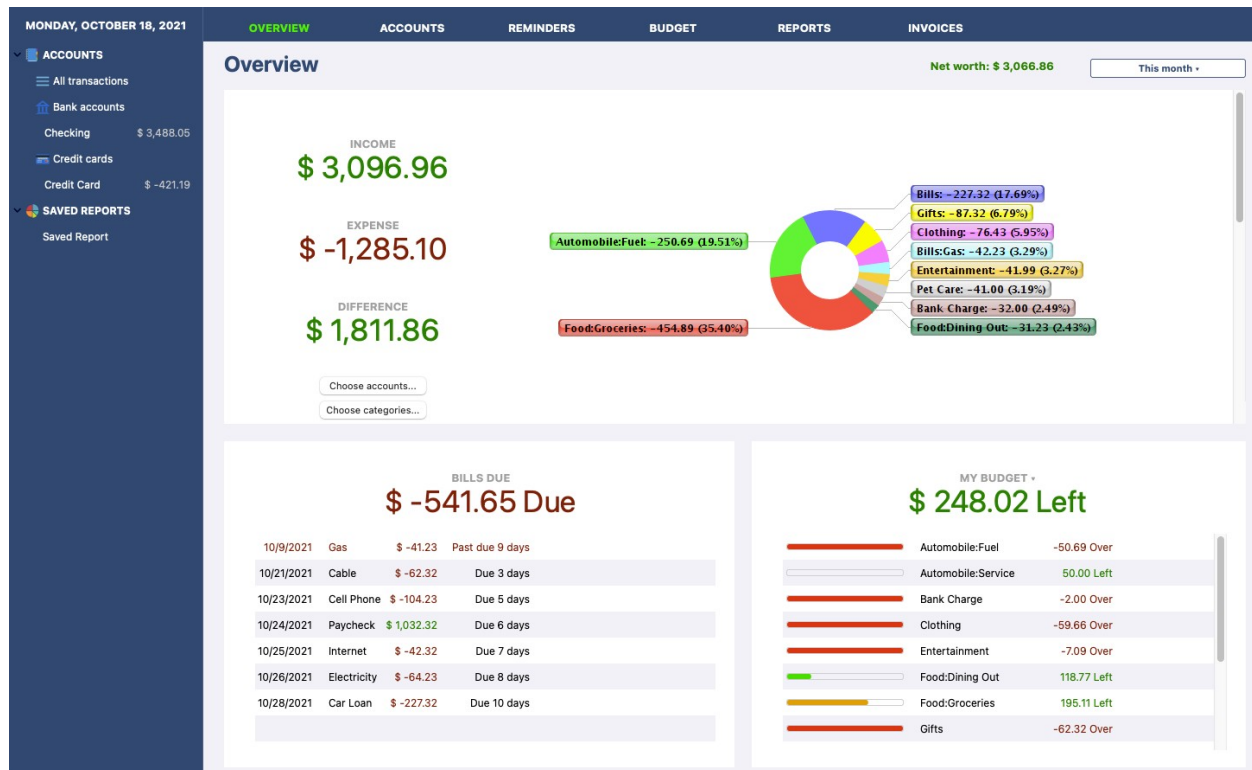 MONDAY, OCTOBER 18, 2021
OVERVIEW ACCOUNTS REMINDERS BUDGET REPORTS INVOICES
ACCOUNTS
All transactions
Bank accounts
Checking $ 3,488.05
Credit cards
Credit Card $ -421.19
SAVED REPORTS
Saved Report
Overview
Net worth: $ 3,066.86
This month
INCOME
$ 3,096.96
EXPENSE
$ -1,285.10
DIFFERENCE
$ 1,811.86
Choose accounts...
Choose categories...
Automobile:Fuel: -250.69 (19.51%)
Food:Groceries: -454.89 (35.40%)
Bills: -227.32 (17.69%)
Gifts: -87.32 (6.79%)
Clothing: -76.43 (5.95%)
Bills:Gas: -42.23 (3.29%)
Entertainment: -41.99 (3.27%)
Pet Care: -41.00 (3.19%)
Bank Charge: -32.00 (2.49%)
Food:Dining Out: -31.23 (2.43%)
BILLS DUE
$ -541.65 Due
10/9/2021 Gas $ -41.23 Past due 9 days
10/21/2021 Cable $ -62.32 Due 3 days
10/23/2021 Cell Phone $ -104.23 Due 5 days
10/24/2021 Paycheck $ 1,032.32 Due 6 days
10/25/2021 Internet $ -42.32 Due 7 days
10/26/2021 Electricity $ -64.23 Due 8 days
10/28/2021 Car Loan $ -227.32 Due 10 days
MY BUDGET
$ 248.02 Left
Automobile:Fuel -50.69 Over
Automobile:Service 50.00 Left
Bank Charge -2.00 Over
Clothing -59.66 Over
Entertainment -7.09 Over
Food:Dining Out 118.77 Left
Food:Groceries 195.11 Left
Gifts -62.32 Over